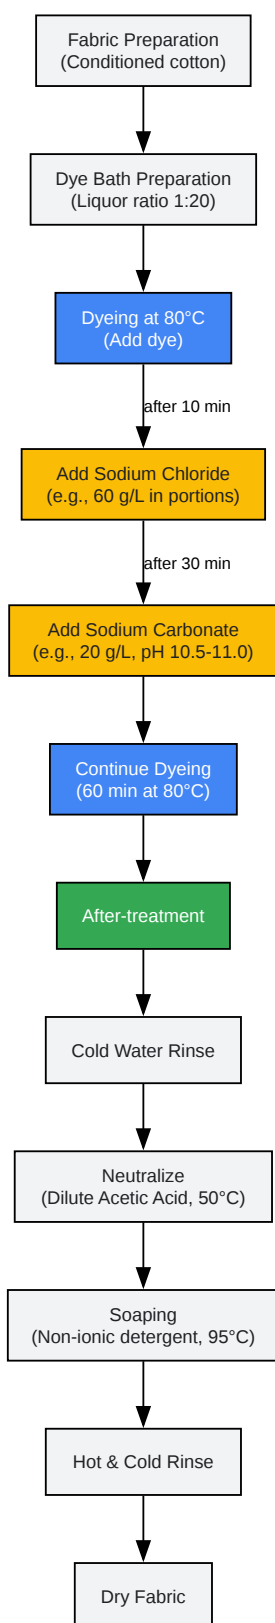 Fabric Preparation
(Conditioned cotton)
Dye Bath Preparation
(Liquor ratio 1:20)
Dyeing at 80°C
(Add dye)
after 10 min
Add Sodium Chloride
(e.g., 60 g/L in portions)
after 30 min
Add Sodium Carbonate
(e.g., 20 g/L, pH 10.5-11.0)
Continue Dyeing
(60 min at 80°C)
After-treatment
Cold Water Rinse
Neutralize
(Dilute Acetic Acid, 50°C)
Soaping
(Non-ionic detergent, 95°C)
Hot & Cold Rinse
Dry Fabric